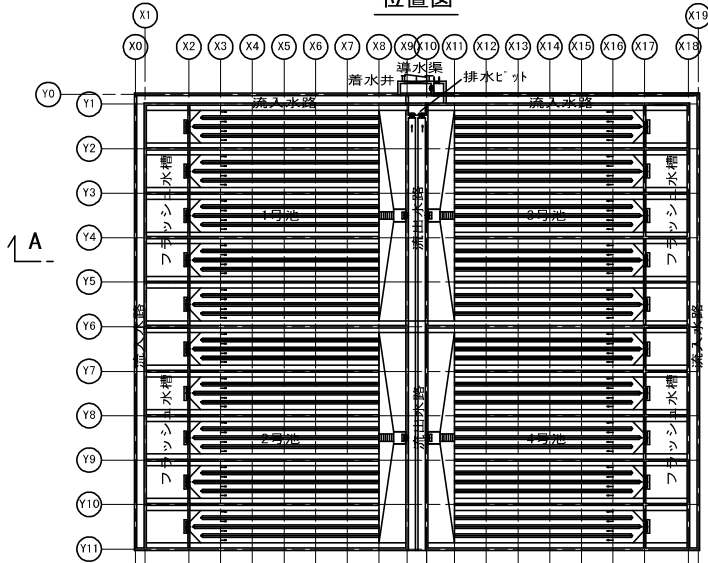 位置図
X1 X19
X0 X2 X3 X4 X5 X6 X7 X8 X9 X10 X11 X12 X13 X14 X15 X16 X17 X18
導水渠
着水井 排水ピット
Y0
Y1
流入水路 流入水路
Y2
Y3
フラッシュ水槽 フラッシュ水槽
流出水路
1号池 3号池
Y4
A
Y5
Y6
流入水路 流入水路
Y7
Y8
フラッシュ水槽 フラッシュ水槽
流出水路
2号池 4号池
Y9
Y10
Y11